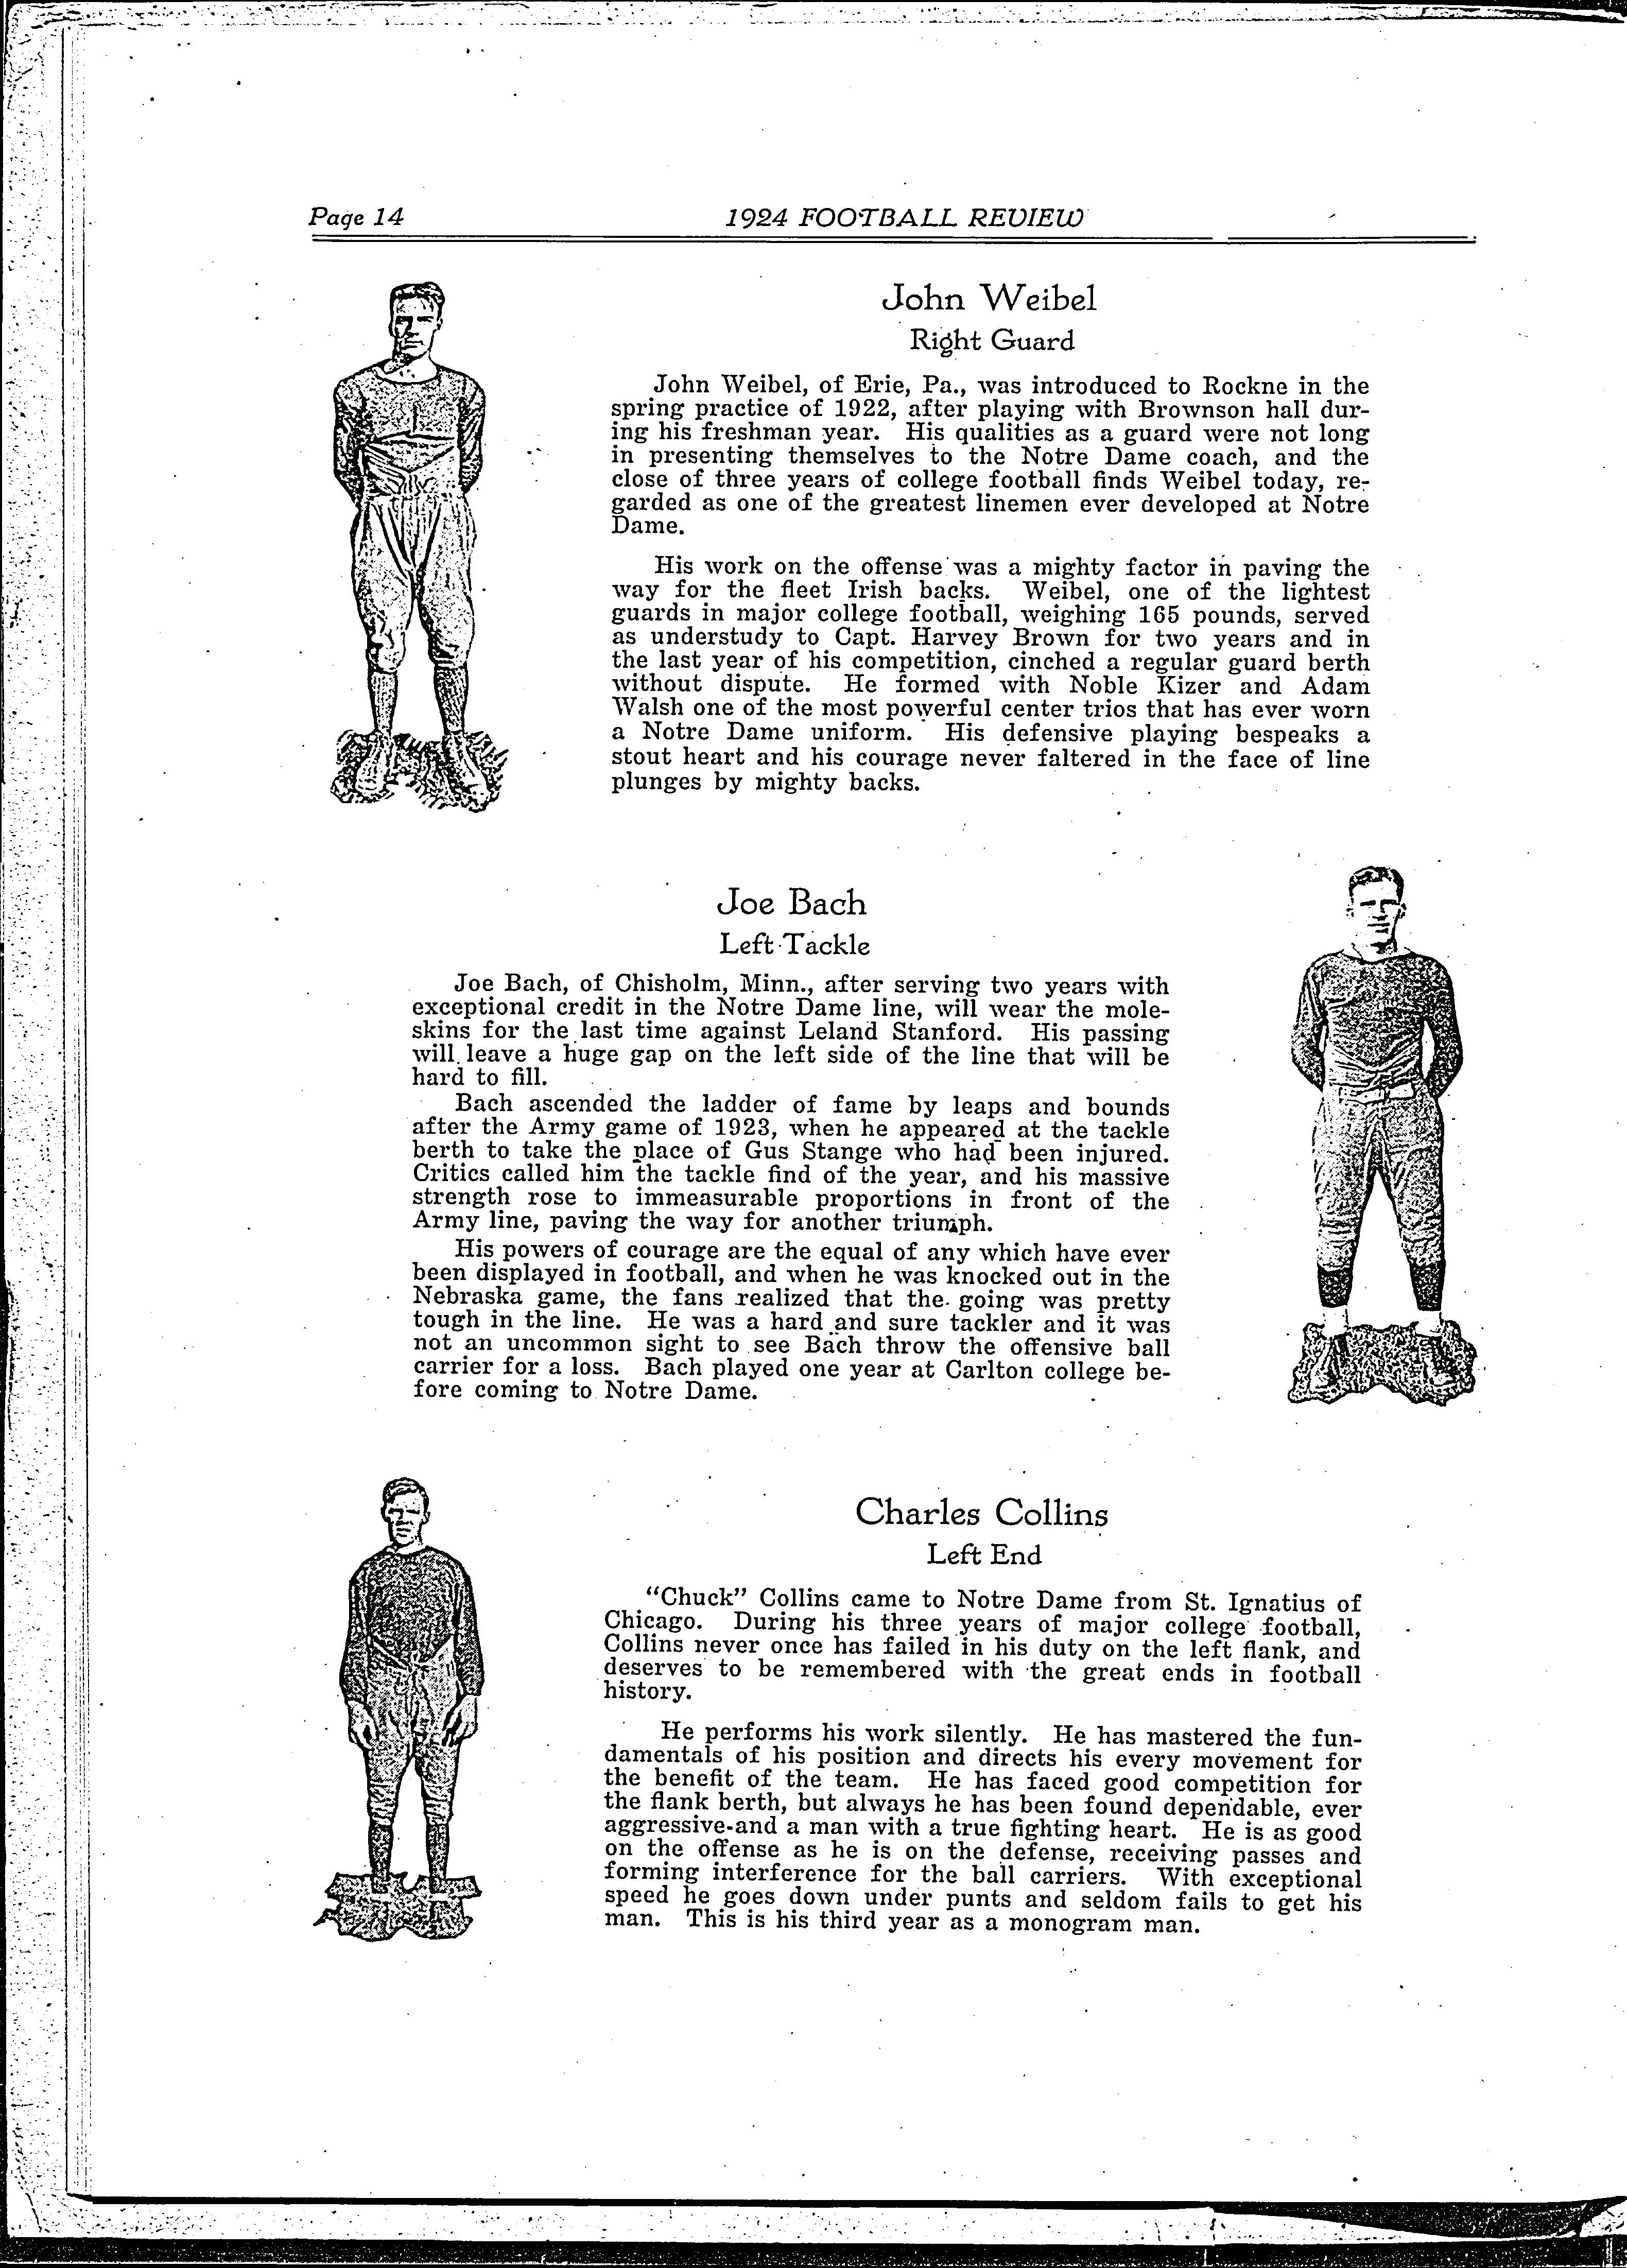 Page 14
1924 FOOTBALL REVIEW
John Weibel
Right Guard
John Weibel, of Erie, Pa., was introduced to Rockne in the
spring practice of 1922, after playing with Brownson hall dur-
ing his freshman year. His qualities as a guard were not long
in presenting themselves to the Notre Dame coach, and the
close of three years of college football finds Weibel today, re-
garded as one of the greatest linemen ever developed at Notre
Dame.
His work on the offense was a mighty factor in paving the
way for the fleet Irish backs. Weibel, one of the lightest
guards in major college football, weighing 165 pounds, served
as understudy to Capt. Harvey Brown for two years and in
the last year of his competition, cinched a regular guard berth
without dispute. He formed with Noble Kizer and Adam
Walsh one of the most powerful center trios that has ever worn
a Notre Dame uniform. His defensive playing bespeaks a
stout heart and his courage never faltered in the face of line
plunges by mighty backs.
Joe Bach
Left Tackle
Joe Bach, of Chisholm, Minn., after serving two years with
exceptional credit in the Notre Dame line, will wear the mole-
skins for the last time against Leland Stanford. His passing
will leave a huge gap on the left side of the line that will be
hard to fill.
Bach ascended the ladder of fame by leaps and bounds
after the Army game of 1923, when he appeared at the tackle
berth to take the place of Gus Stange who had been injured.
Critics called him the tackle find of the year, and his massive
strength rose to immeasurable proportions in front of the
Army line, paving the way for another triumph.
His powers of courage are the equal of any which have ever
been displayed in football, and when he was knocked out in the
Nebraska game, the fans realized that the going was pretty
tough in the line. He was a hard and sure tackler and it was
not an uncommon sight to see Bach throw the offensive ball
carrier for a loss. Bach played one year at Carlton college be-
fore coming to Notre Dame.
Charles Collins
Left End
"Chuck" Collins came to Notre Dame from St. Ignatius of
Chicago. During his three years of major college football,
Collins never once has failed in his duty on the left flank, and
deserves to be remembered with the great ends in football
history.
He performs his work silently. He has mastered the fun-
damentals of his position and directs his every movement for
the benefit of the team. He has faced good competition for
the flank berth, but always he has been found dependable, ever
aggressive and a man with a true fighting heart. He is as good
on the offense as he is on the defense, receiving passes and
forming interference for the ball carriers. With exceptional
speed he goes down under punts and seldom fails to get his
man. This is his third year as a monogram man.